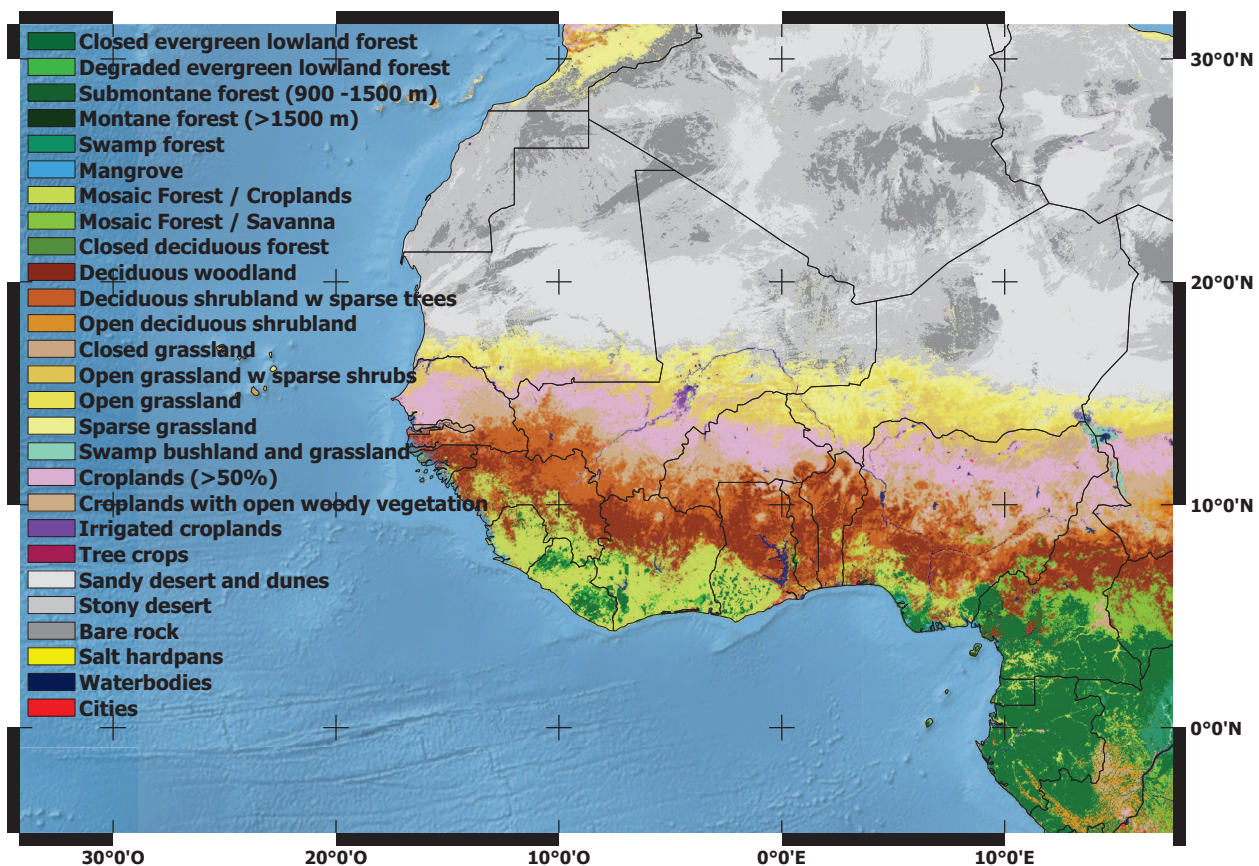 Closed evergreen lowland forest
Degraded evergreen lowland forest
Submontane forest (900 -1500 m)
Montane forest (>1500 m)
Swamp forest
Mangrove
Mosaic Forest / Croplands
Mosaic Forest / Savanna
Closed deciduous forest
Deciduous woodland
Deciduous shrubland w sparse trees
Open deciduous shrubland
Closed grassland
Open grassland w sparse shrubs
Open grassland
Sparse grassland
Swamp bushland and grassland
Croplands (>50%)
Croplands with open woody vegetation
Irrigated croplands
Tree crops
Sandy desert and dunes
Stony desert
Bare rock
Salt hardpans
Waterbodies
Cities
30°0'N
20°0'N
10°0'N
0°0'N
30°0'O 20°0'O 10°0'O 0°0'E 10°0'E